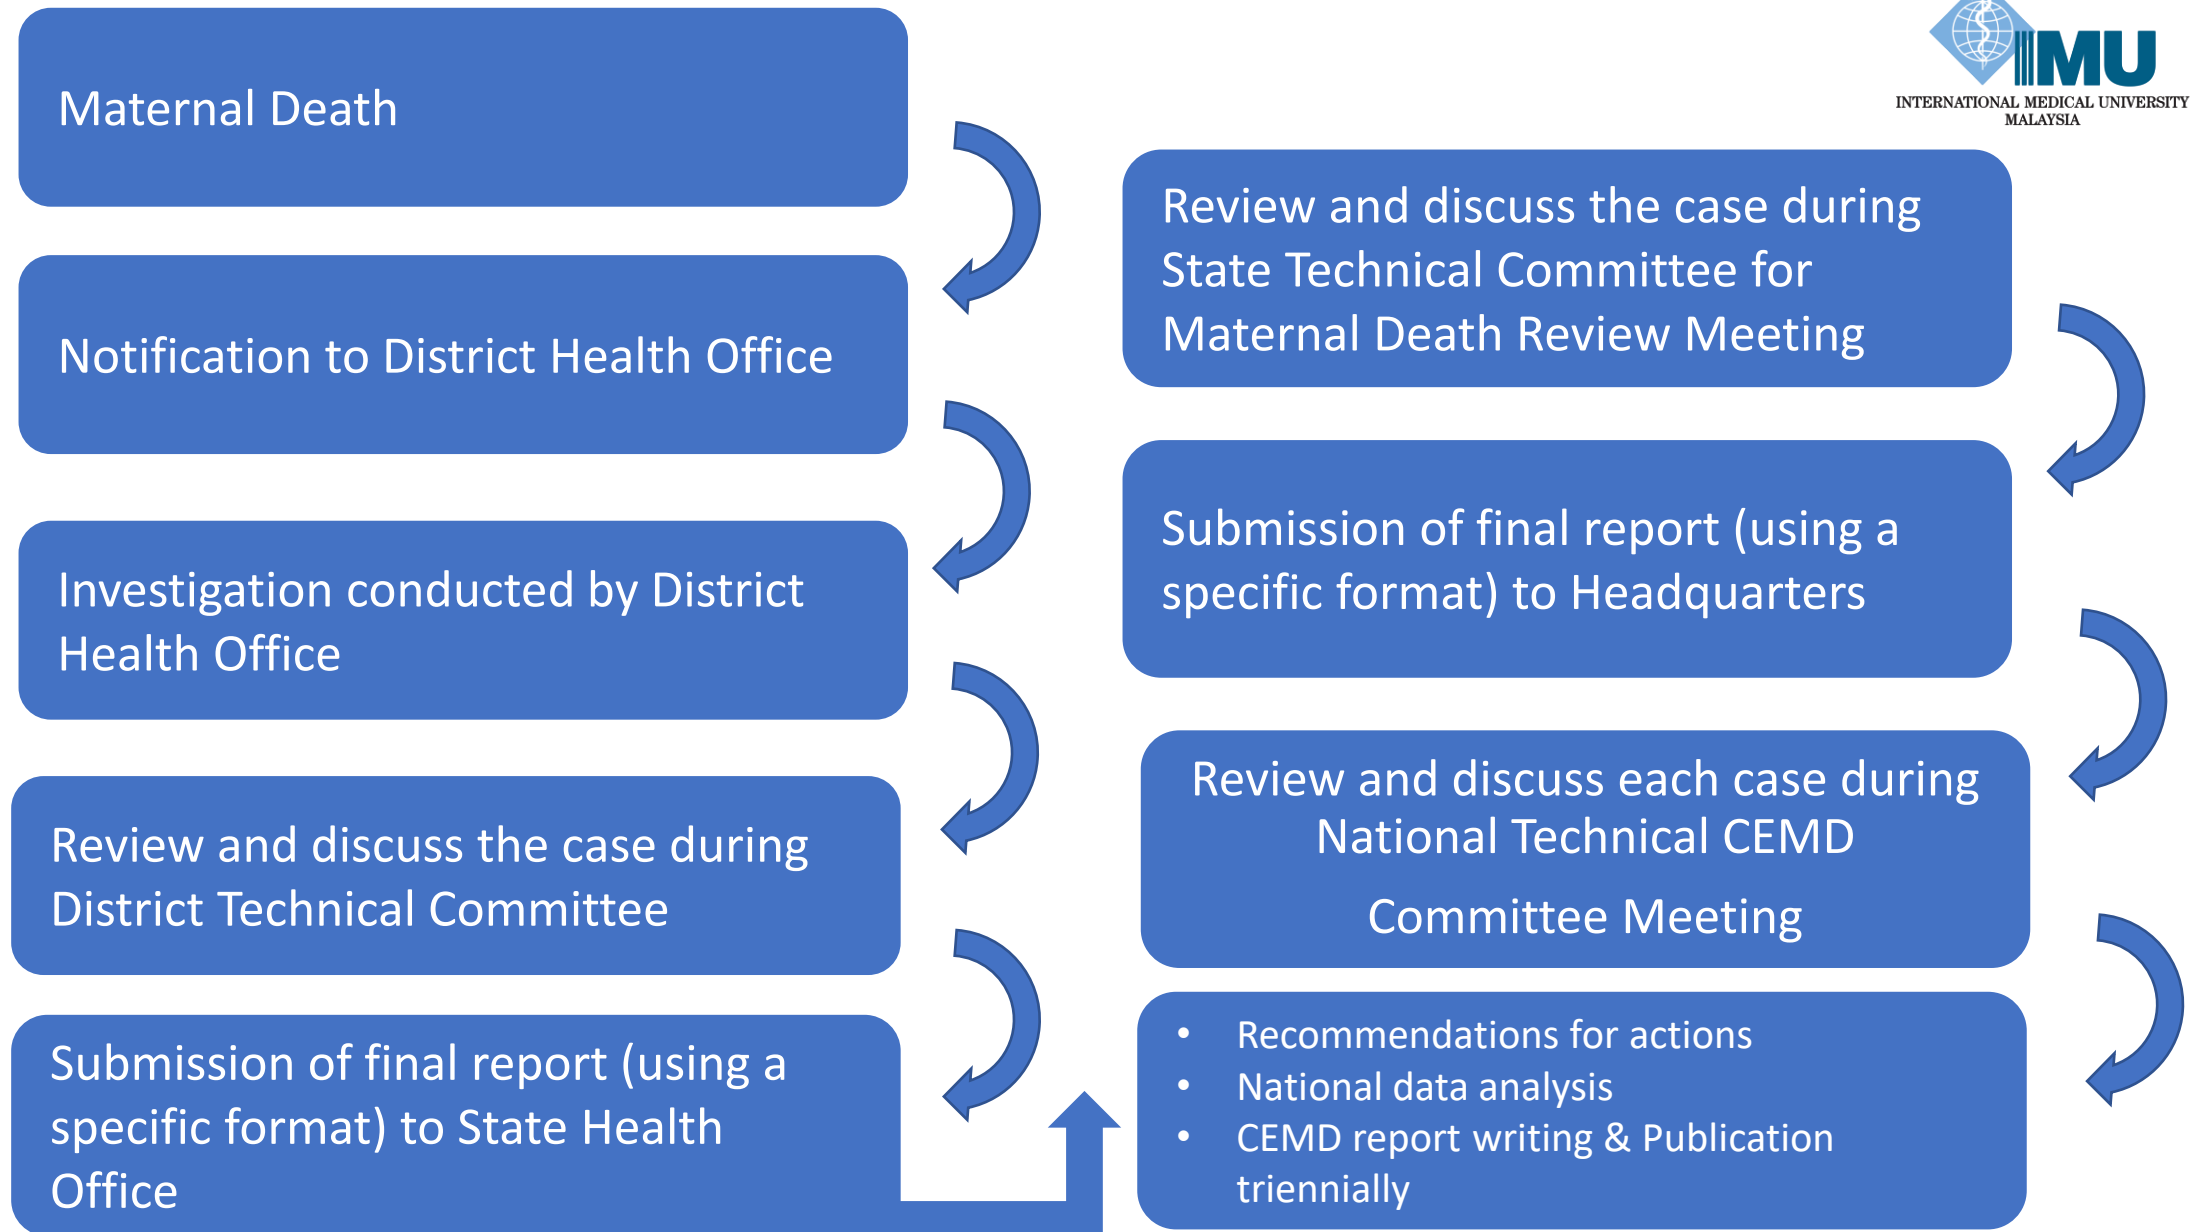 Maternal Death
Notification to District Health Office
Investigation conducted by District
Health Office
Review and discuss the case during
District Technical Committee
Submission of final report (using a
specific format) to State Health
Office
IMU
INTERNATIONAL MEDICAL UNIVERSITY
MALAYSIA
Review and discuss the case during
State Technical Committee for
Maternal Death Review Meeting
Submission of final report (using a
specific format) to Headquarters
Review and discuss each case during
National Technical CEMD
Committee Meeting
• Recommendations for actions
• National data analysis
• CEMD report writing & Publication
triennially